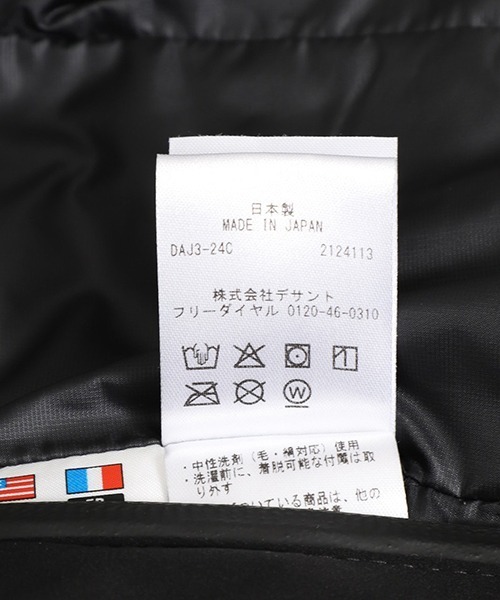 日本製
MADE IN JAPAN
DAJ3-24C 2124113
株式会社デサント
フリーダイヤル 0120-46-0310
W
・中性洗剤（毛・絹対応）使用
・洗濯前に、着脱可能な付属は取
り外す
ている商品は、他の
FR